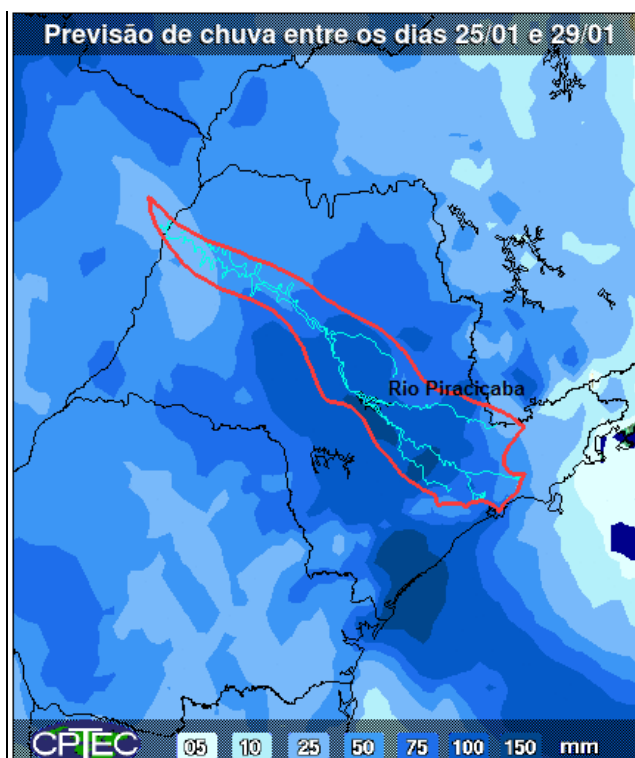 Previsão de chuva entre os dias 25/01 e 29/01
Rio Piracicaba
CPTEC 05 10 25 50 75 100 150 mm